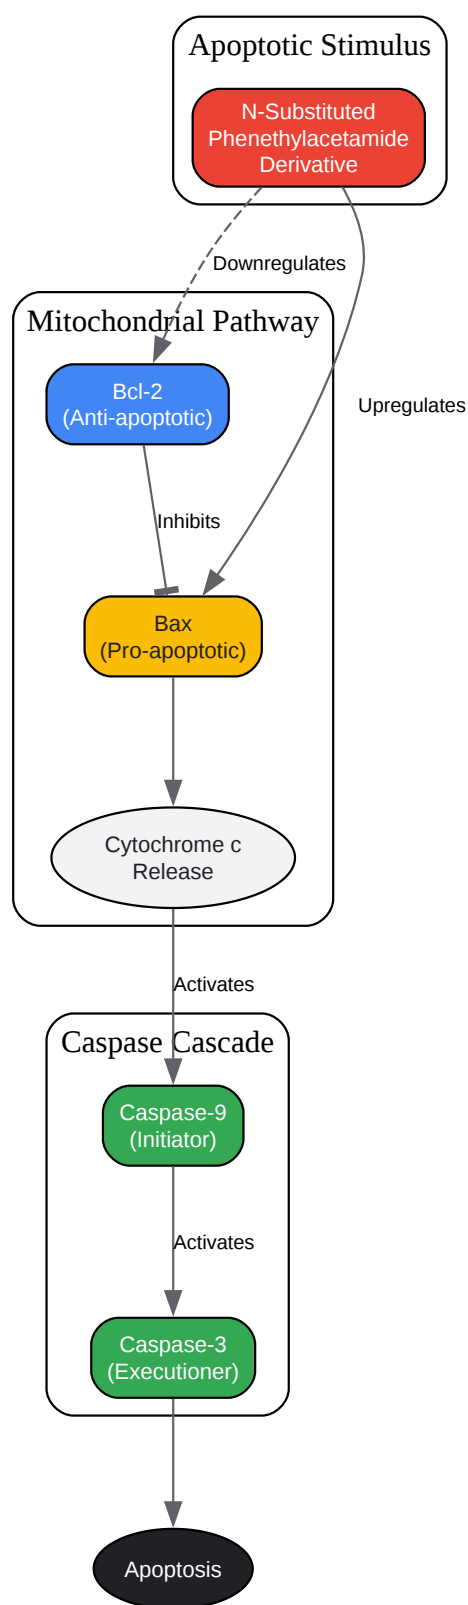 Apoptotic Stimulus
N-Substituted
Phenethylacetamide
Derivative
Downregulates
Mitochondrial Pathway
Bcl-2
(Anti-apoptotic)
Upregulates
Inhibits
Bax
(Pro-apoptotic)
Cytochrome c
Release
Activates
Caspase Cascade
Caspase-9
(Initiator)
Activates
Caspase-3
(Executioner)
Apoptosis